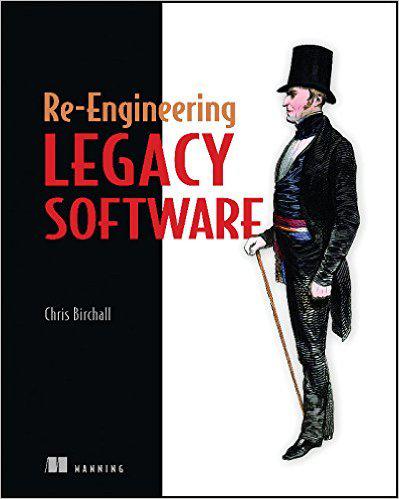 Re-Engineering
LEGACY
SOFTWARE
Chris Birchall
MANNING